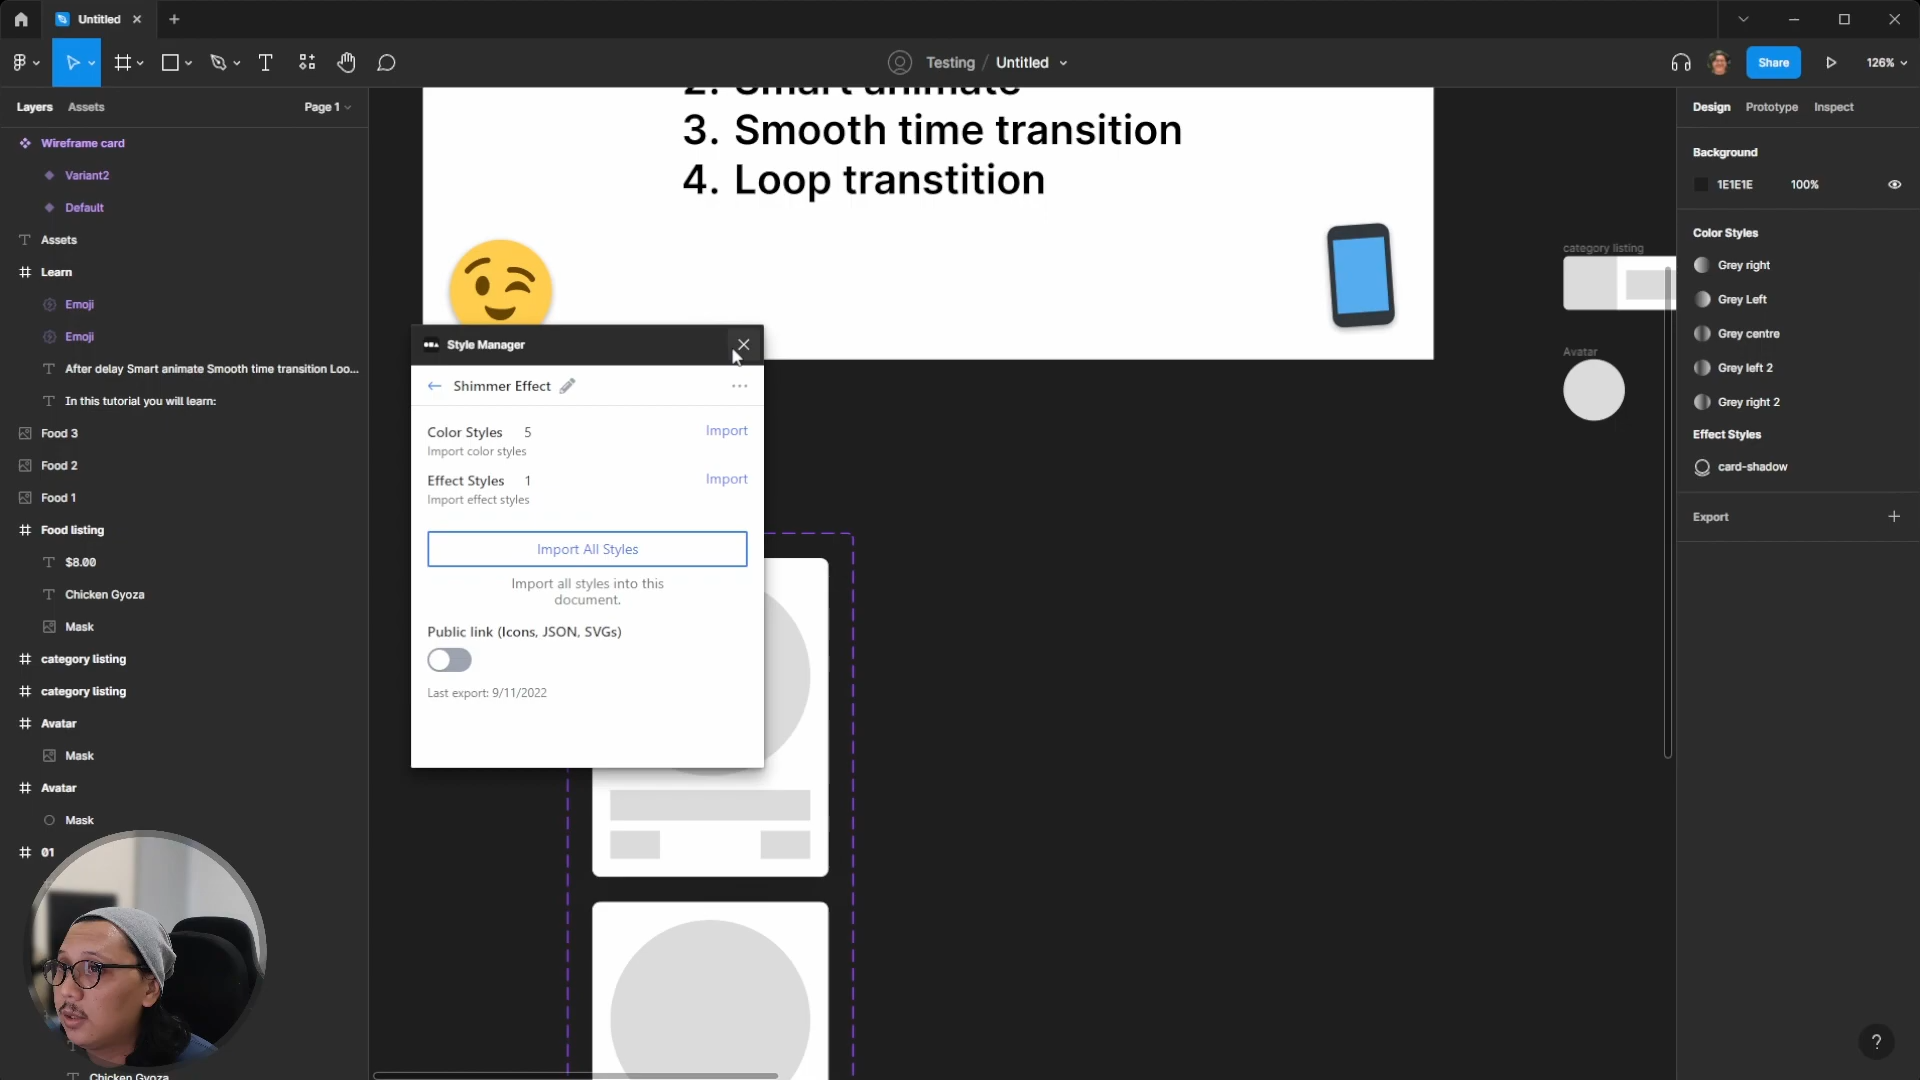 Untitled
Testing / Untitled
Share
126%
Layers
Assets
Page 1
Wireframe card
Variant2
Default
Assets
Learn
Emoji
Emoji
After delay Smart animate Smooth time transition Loo...
In this tutorial you will learn:
Food 3
Food 2
Food 1
Food listing
$8.00
Chicken Gyoza
Mask
category listing
category listing
Avatar
Mask
Avatar
Mask
01
Chicken Gyoza
2. Smart animate
3. Smooth time transition
4. Loop transtition
Style Manager
Shimmer Effect
Color Styles 5
Import
Import color styles
Effect Styles 1
Import
Import effect styles
Import All Styles
Import all styles into this
document.
Public link (Icons, JSON, SVGs)
Last export: 9/11/2022
category listing
Avatar
Design
Prototype
Inspect
Background
1E1E1E
100%
Color Styles
Grey right
Grey Left
Grey centre
Grey left 2
Grey right 2
Effect Styles
card-shadow
Export
?